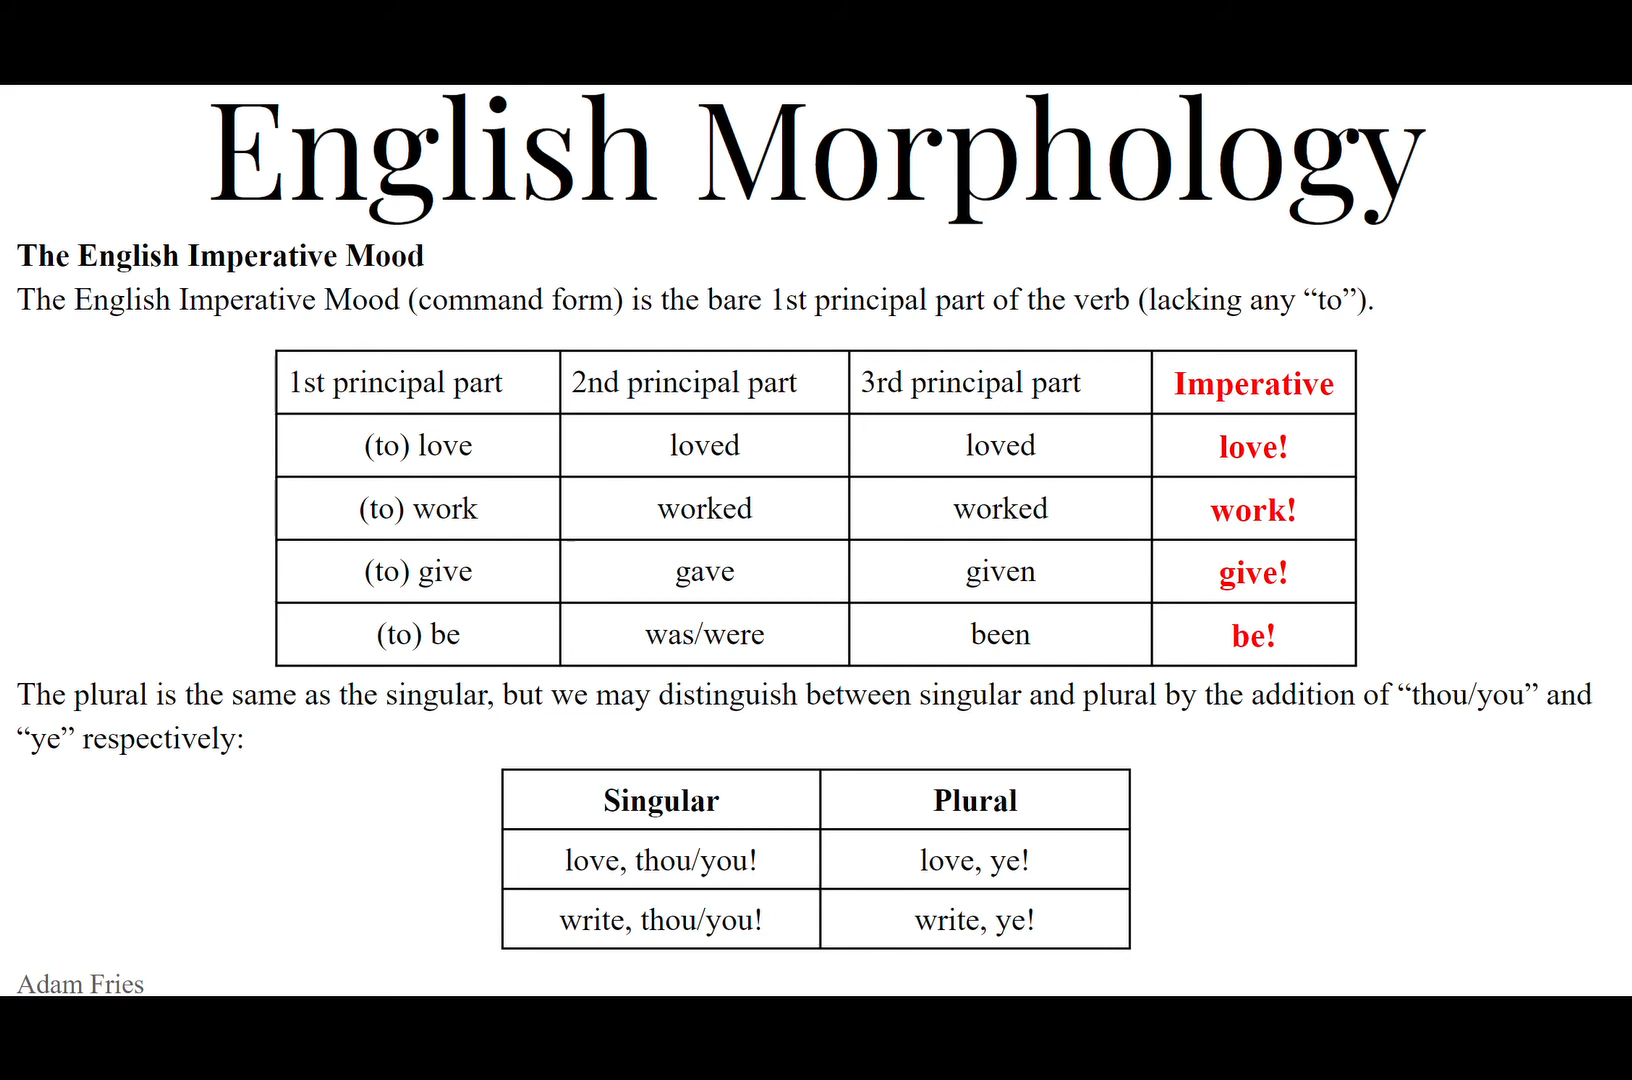 English Morphology
The English Imperative Mood
The English Imperative Mood (command form) is the bare 1st principal part of the verb (lacking any “to”).
1st principal part 2nd principal part 3rd principal part Imperative
(to) love loved loved love!
(to) work worked worked work!
(to) give gave given give!
(to) be was/were been be!
The plural is the same as the singular, but we may distinguish between singular and plural by the addition of “thou/you” and
“ye” respectively:
Singular Plural
love, thou/you! love, ye!
write, thou/you! write, ye!
Adam Fries